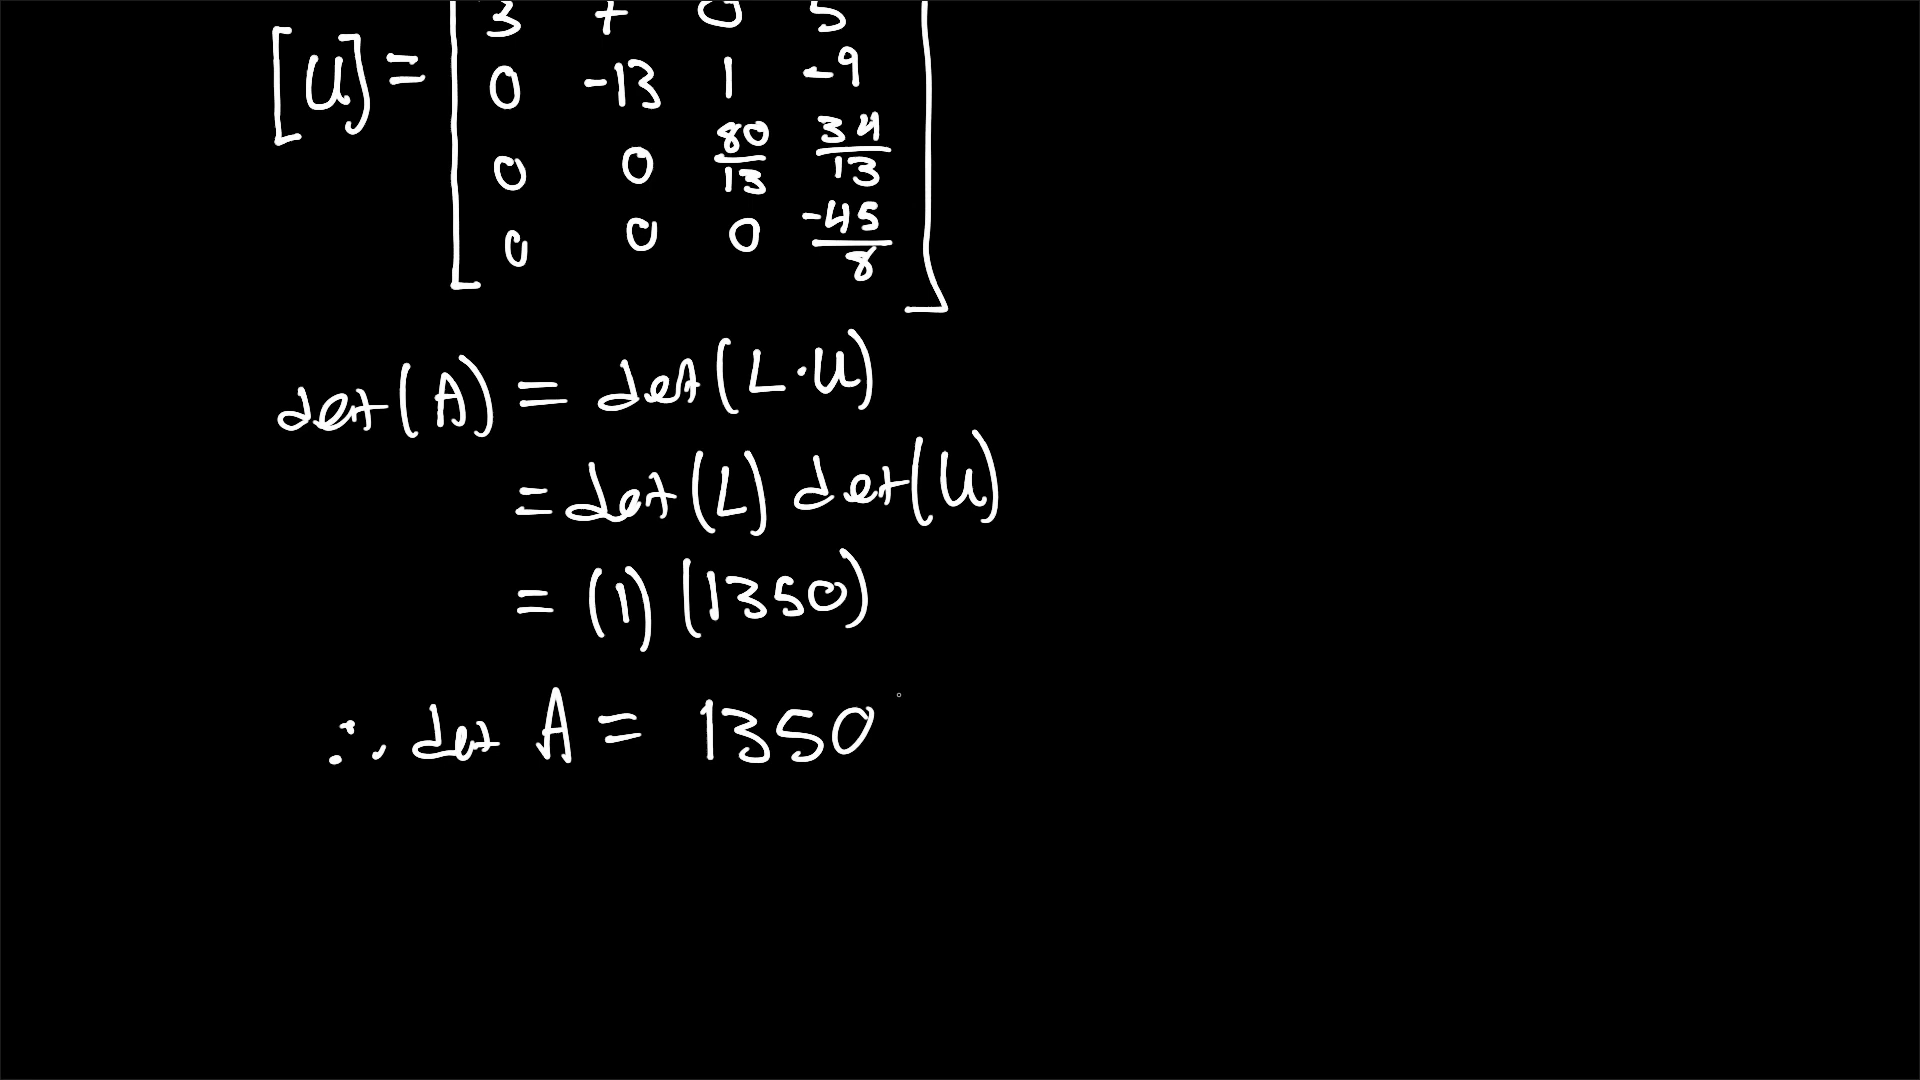 3 7 0 5
[U] = 0 -13 1 -9
0 0 80/13 34/13
0 0 0 -45/8
det(A) = det(L·U)
= det(L) det(U)
= (1) (1350)
∴ det A = 1350